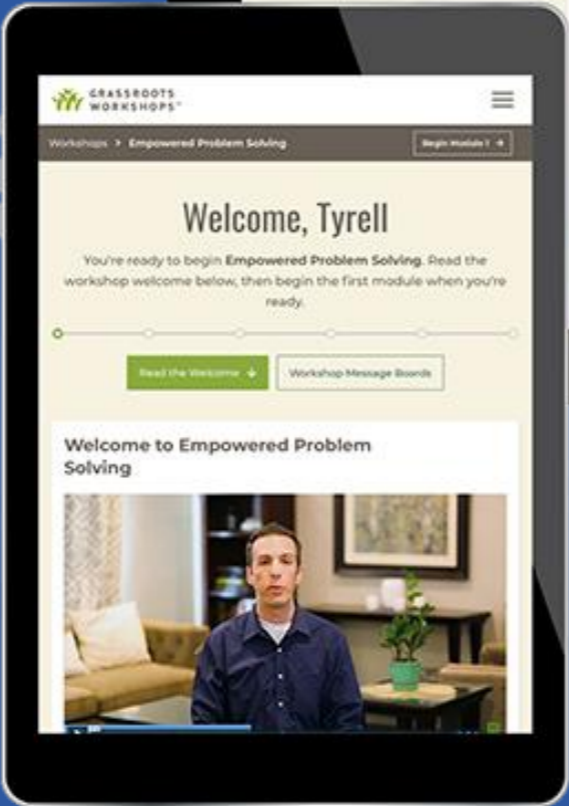 GRASSROOTS
WORKSHOPS™
Workshops > Empowered Problem Solving
Begin Module 1 →
Welcome, Tyrell
You're ready to begin Empowered Problem Solving. Read the
workshop welcome below, then begin the first module when you're
ready.
Read the Welcome ↓
Workshop Message Boards
Welcome to Empowered Problem
Solving